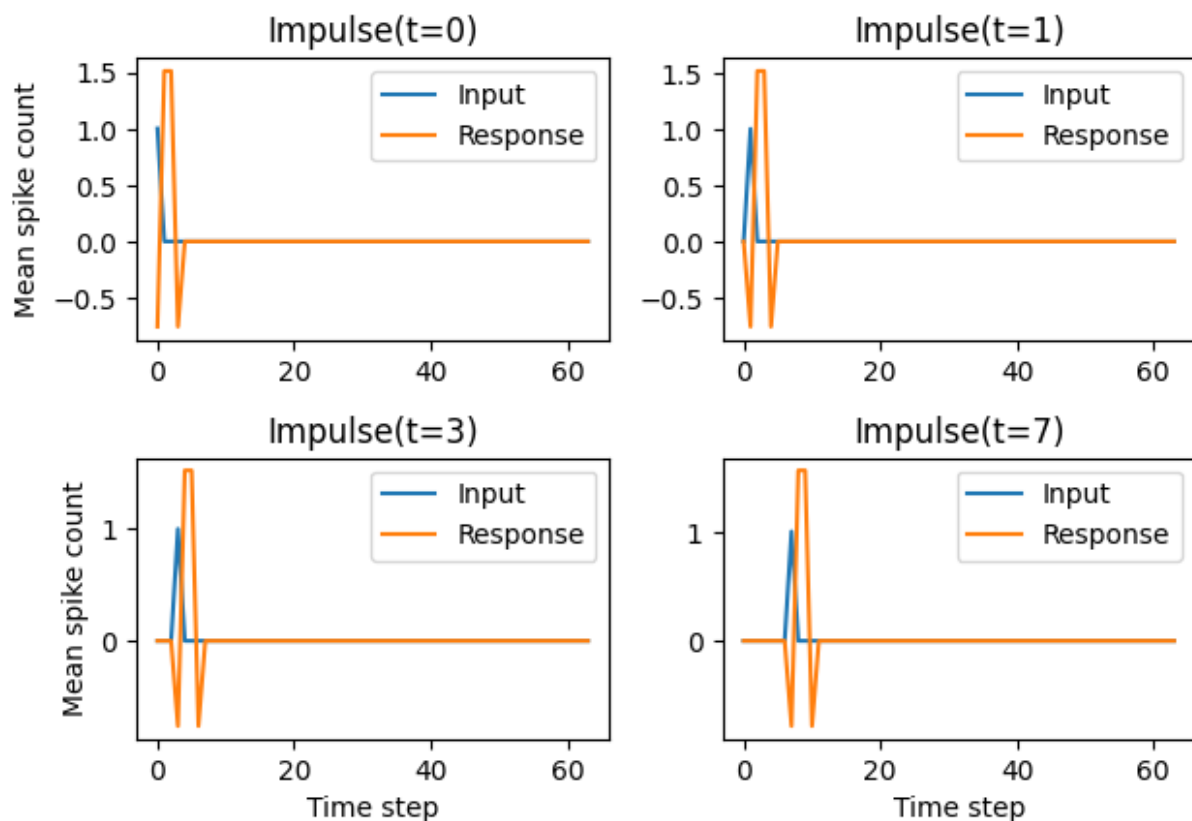 Impulse(t=0)
Mean spike count
1.5
1.0
0.5
0.0
−0.5
Input
Response
0 20 40 60
Impulse(t=1)
1.5
1.0
0.5
0.0
−0.5
Input
Response
0 20 40 60
Impulse(t=3)
Mean spike count
1
0
Input
Response
0 20 40 60
Time step
Impulse(t=7)
1
0
Input
Response
0 20 40 60
Time step